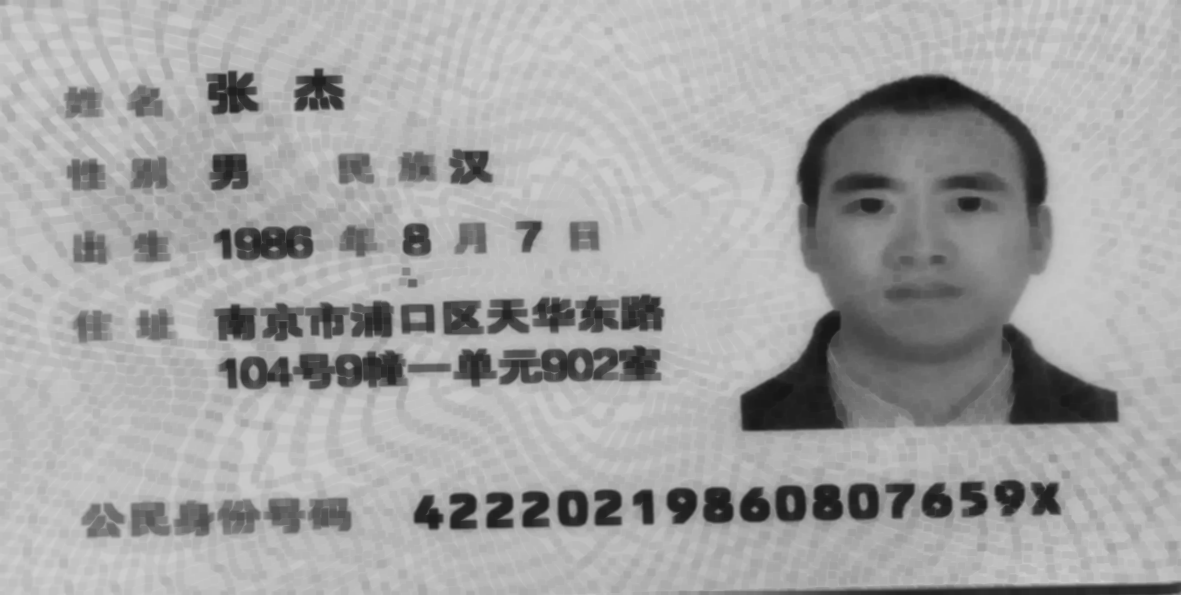 姓名 张杰
性别 男 民族 汉
出生 1986 年 8 月 7 日
住址 南京市浦口区天华东路
104号9幢一单元902室
公民身份号码 42220219860807659X